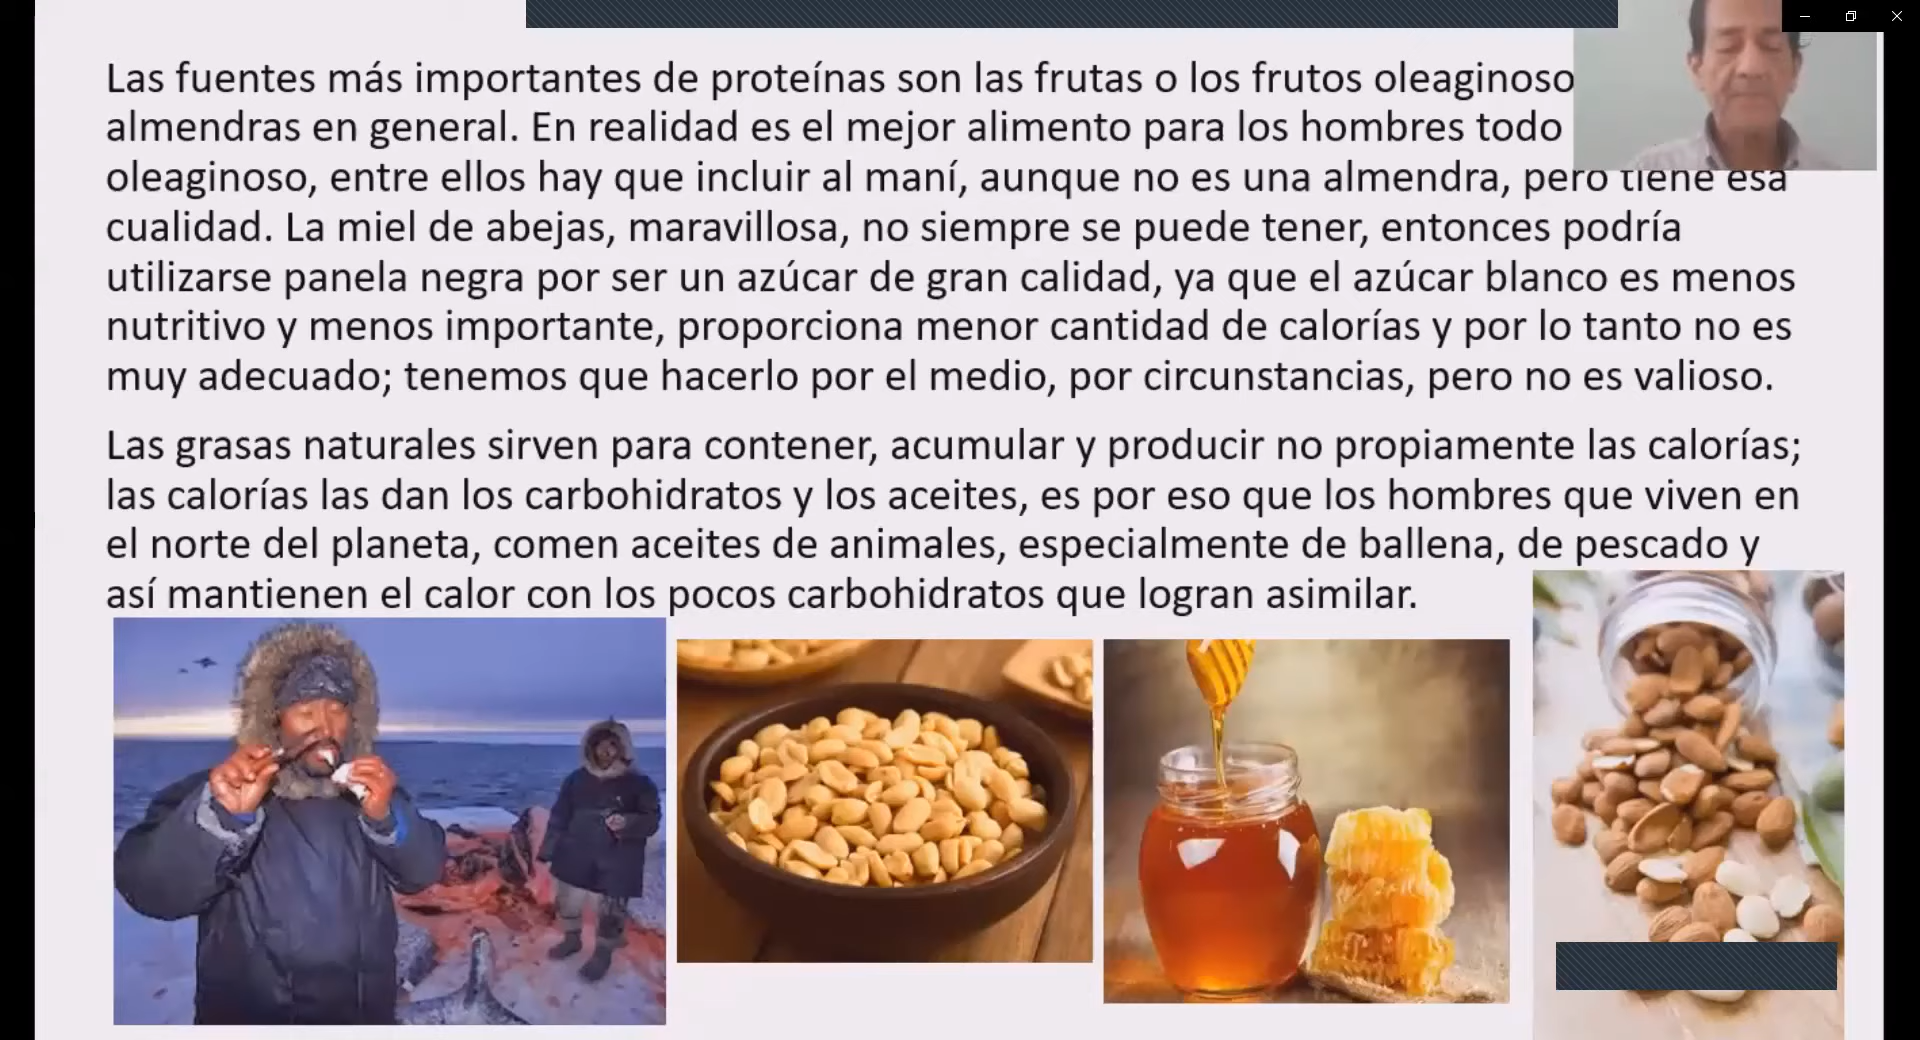 Las fuentes más importantes de proteínas son las frutas o los frutos oleaginoso
almendras en general. En realidad es el mejor alimento para los hombres todo
oleaginoso, entre ellos hay que incluir al maní, aunque no es una almendra, pero tiene esa
cualidad. La miel de abejas, maravillosa, no siempre se puede tener, entonces podría
utilizarse panela negra por ser un azúcar de gran calidad, ya que el azúcar blanco es menos
nutritivo y menos importante, proporciona menor cantidad de calorías y por lo tanto no es
muy adecuado; tenemos que hacerlo por el medio, por circunstancias, pero no es valioso.
Las grasas naturales sirven para contener, acumular y producir no propiamente las calorías;
las calorías las dan los carbohidratos y los aceites, es por eso que los hombres que viven en
el norte del planeta, comen aceites de animales, especialmente de ballena, de pescado y
así mantienen el calor con los pocos carbohidratos que logran asimilar.